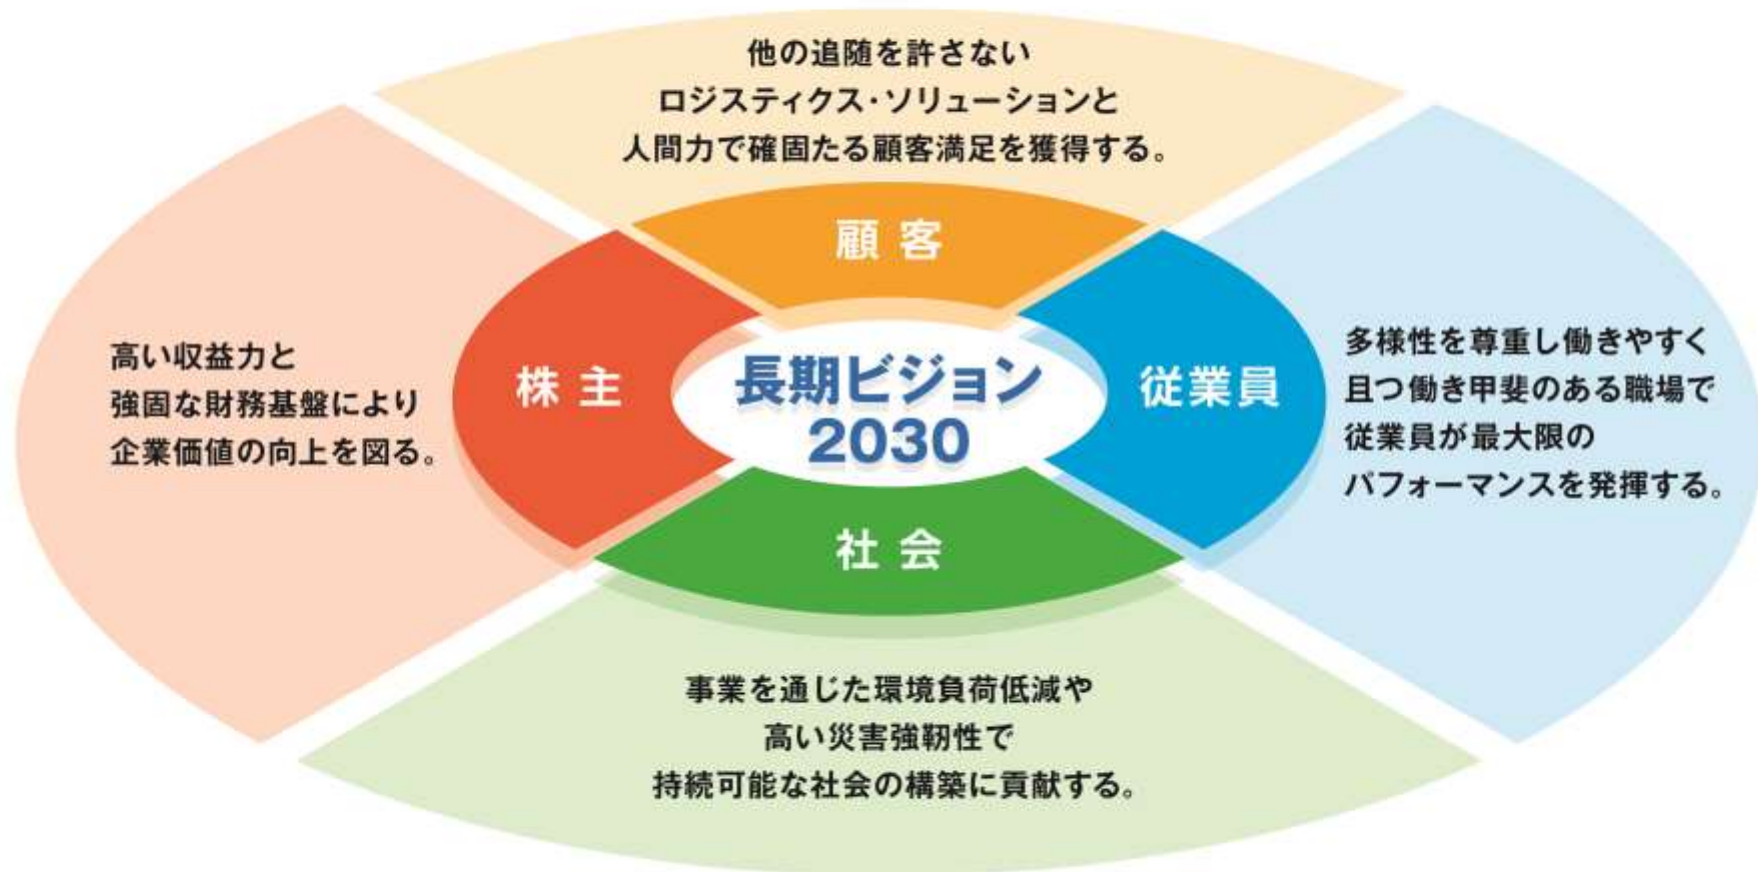 他の追随を許さない
ロジスティクス・ソリューションと
人間力で確固たる顧客満足を獲得する。
顧客
高い収益力と
強固な財務基盤により
企業価値の向上を図る。
株主
長期ビジョン
2030
従業員
多様性を尊重し働きやすく
且つ働き甲斐のある職場で
従業員が最大限の
パフォーマンスを発揮する。
社会
事業を通じた環境負荷低減や
高い災害強靭性で
持続可能な社会の構築に貢献する。